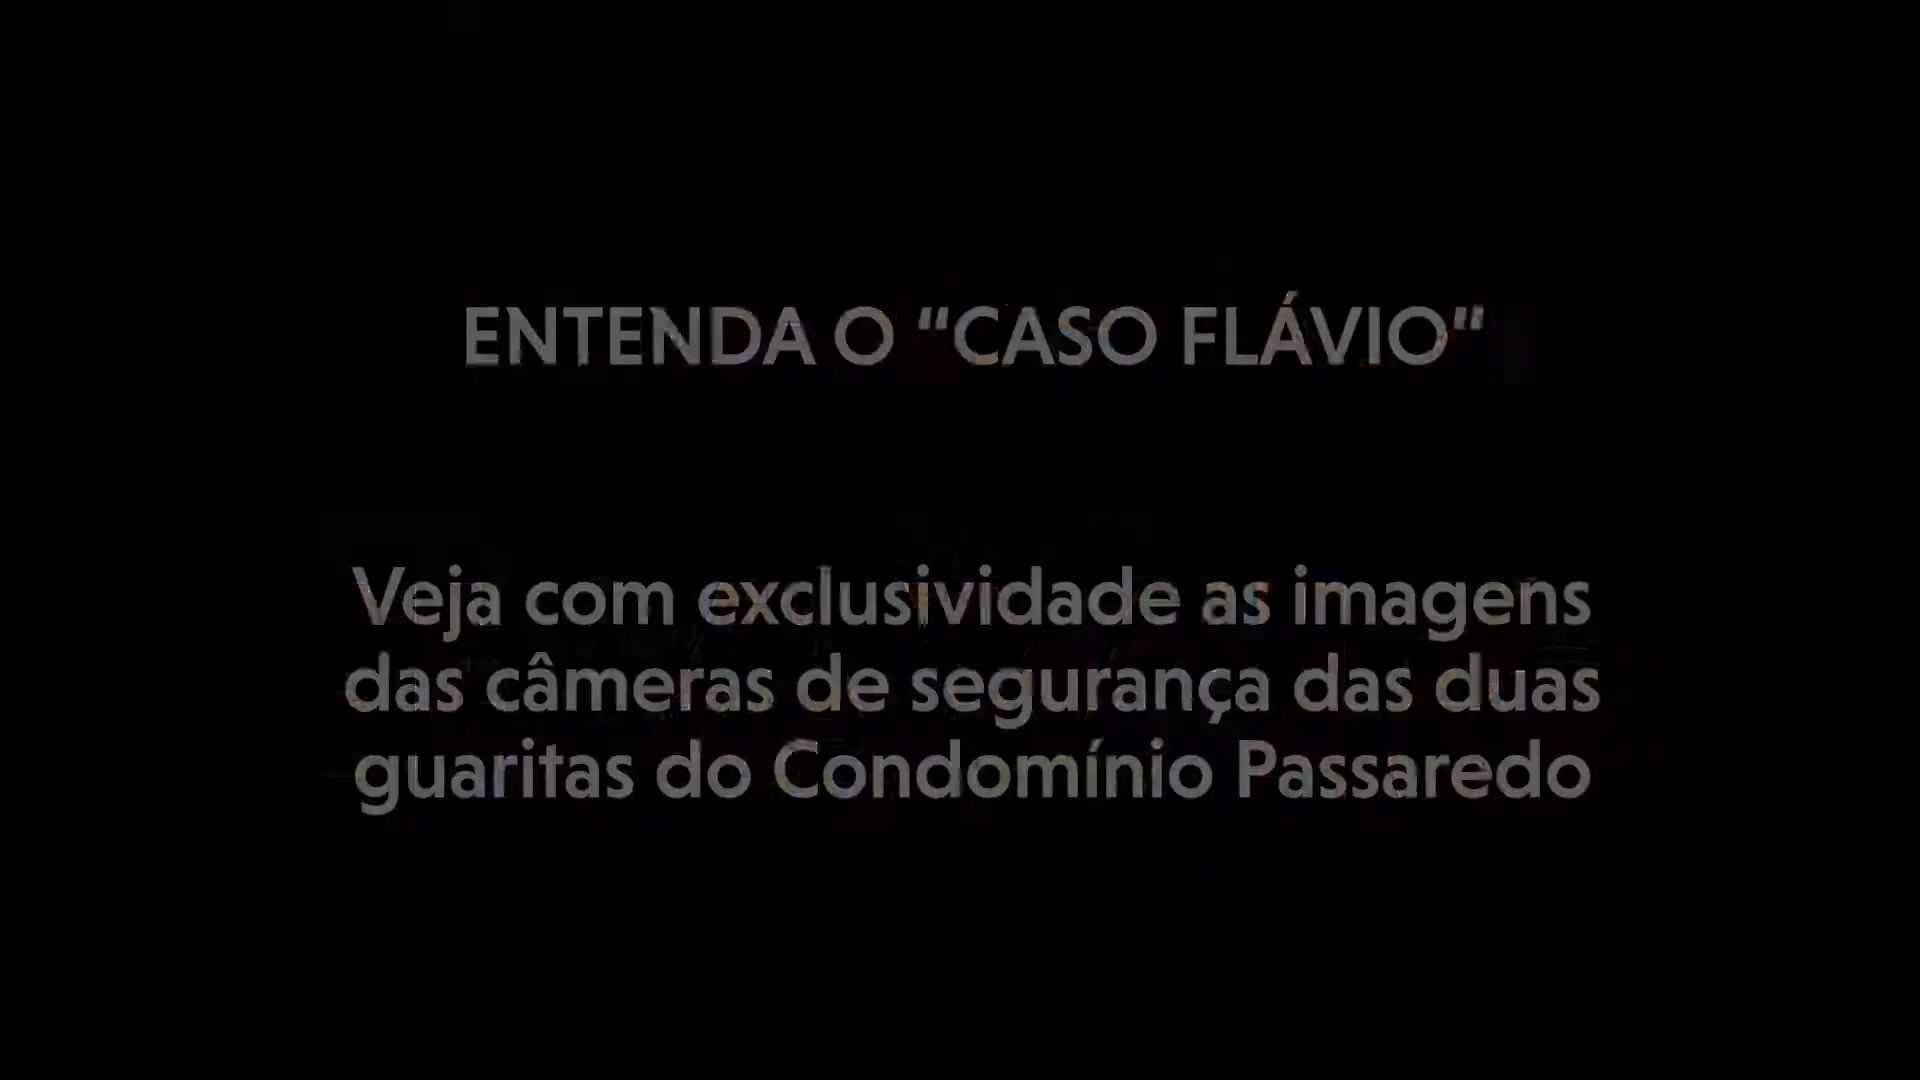 ENTENDA O “CASO FLÁVIO“
Veja com exclusividade as imagens
das câmeras de segurança das duas
guaritas do Condomínio Passaredo